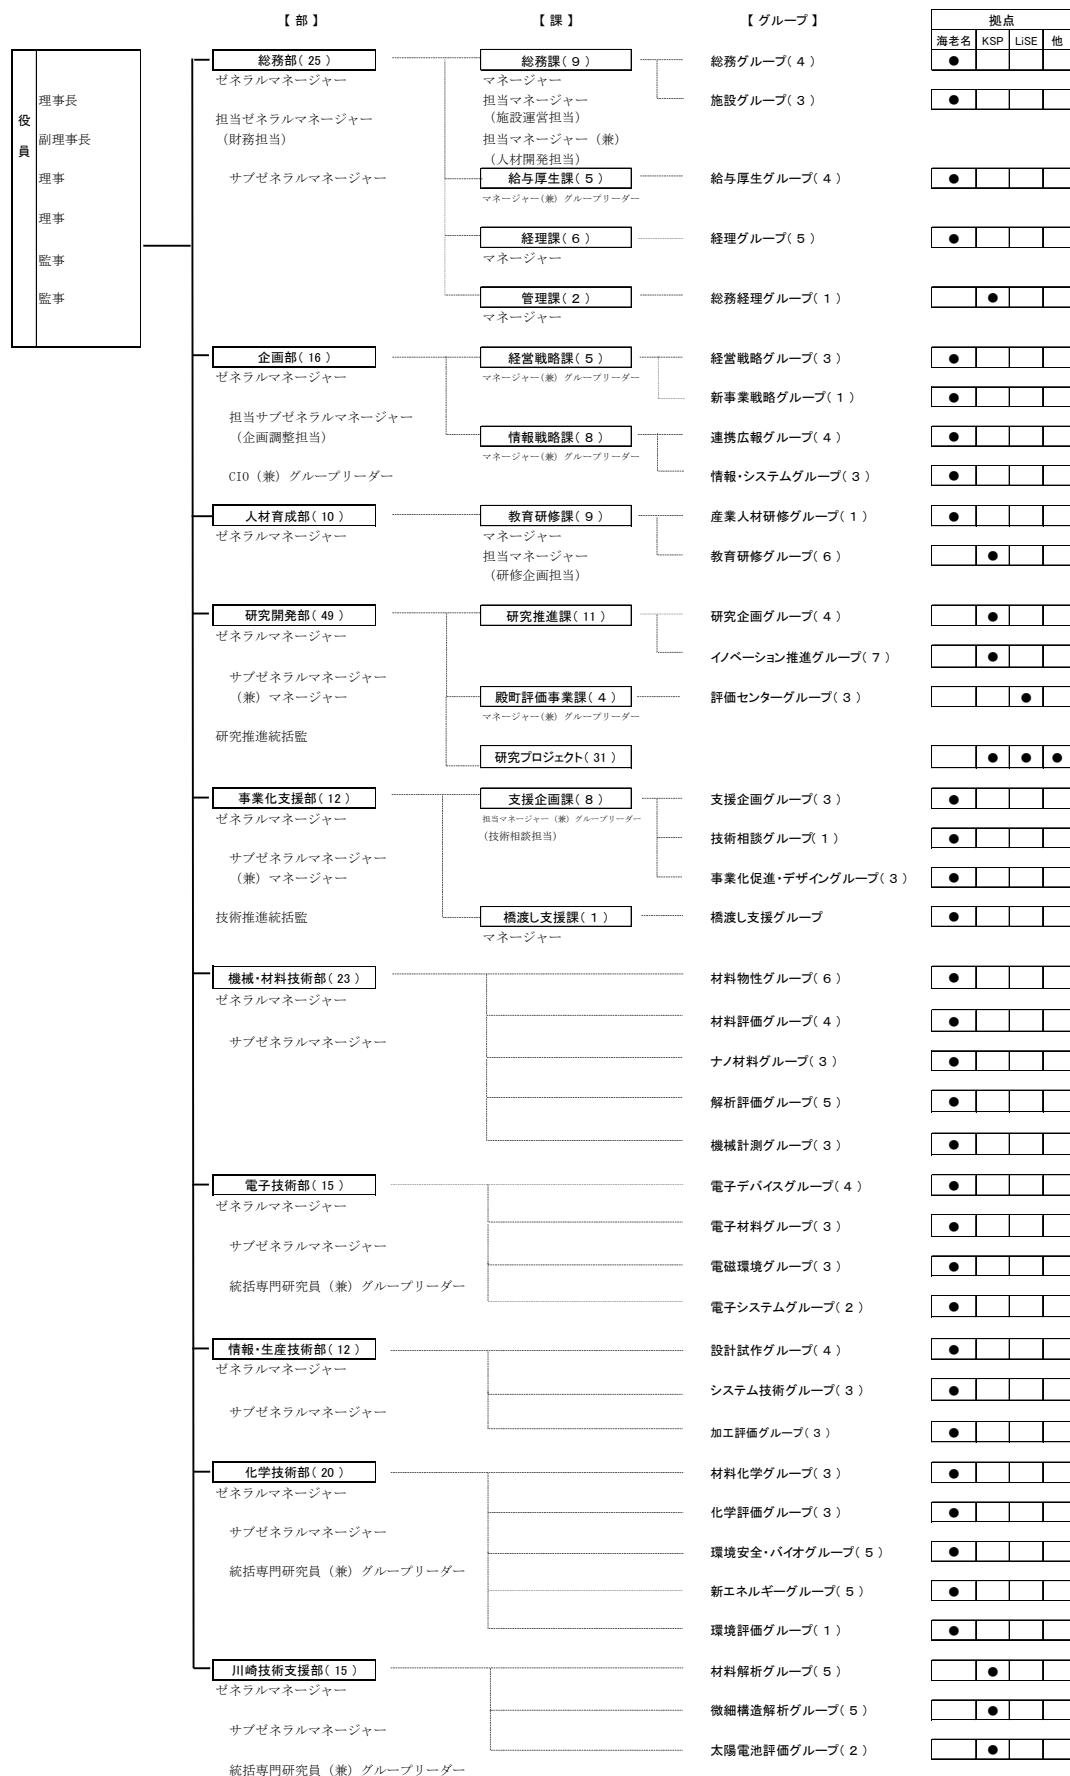 【 部 】 【 課 】 【 グループ 】 拠点
海老名 KSP LiSE 他
役員
理事長
副理事長
理事
理事
監事
監事
総務部( 25 ) 総務課( 9 ) 総務グループ( 4 ) ●
ゼネラルマネージャー マネージャー
担当マネージャー 施設グループ( 3 ) ●
(施設運営担当)
担当ゼネラルマネージャー
(財務担当) 担当マネージャー (兼)
(人材開発担当)
サブゼネラルマネージャー 給与厚生課( 5 ) 給与厚生グループ( 4 ) ●
マネージャー(兼) グループリーダー
経理課( 6 ) 経理グループ( 5 ) ●
マネージャー
管理課( 2 ) 総務経理グループ( 1 ) ●
マネージャー
企画部( 16 ) 経営戦略課( 5 ) 経営戦略グループ( 3 ) ●
ゼネラルマネージャー マネージャー(兼) グループリーダー
新事業戦略グループ( 1 ) ●
担当サブゼネラルマネージャー
(企画調整担当) 情報戦略課( 8 ) 連携広報グループ( 4 ) ●
マネージャー(兼) グループリーダー
CIO (兼) グループリーダー 情報・システムグループ( 3 ) ●
人材育成部( 10 ) 教育研修課( 9 ) 産業人材研修グループ( 1 ) ●
ゼネラルマネージャー マネージャー
担当マネージャー 教育研修グループ( 6 ) ●
(研修企画担当)
研究開発部( 49 ) 研究推進課( 11 ) 研究企画グループ( 4 ) ●
ゼネラルマネージャー
イノベーション推進グループ( 7 ) ●
サブゼネラルマネージャー
(兼) マネージャー 殿町評価事業課( 4 ) 評価センターグループ( 3 ) ●
マネージャー(兼) グループリーダー
研究推進統括監
研究プロジェクト( 31 ) ● ● ●
事業化支援部( 12 ) 支援企画課( 8 ) 支援企画グループ( 3 ) ●
ゼネラルマネージャー 担当マネージャー (兼) グループリーダー
(技術相談担当) 技術相談グループ( 1 ) ●
サブゼネラルマネージャー
(兼) マネージャー 事業化促進・デザイングループ( 3 ) ●
技術推進統括監 橋渡し支援課( 1 ) 橋渡し支援グループ ●
マネージャー
機械・材料技術部( 23 ) 材料物性グループ( 6 ) ●
ゼネラルマネージャー
材料評価グループ( 4 ) ●
サブゼネラルマネージャー
ナノ材料グループ( 3 ) ●
解析評価グループ( 5 ) ●
機械計測グループ( 3 ) ●
電子技術部( 15 ) 電子デバイスグループ( 4 ) ●
ゼネラルマネージャー
電子材料グループ( 3 ) ●
サブゼネラルマネージャー
電磁環境グループ( 3 ) ●
統括専門研究員 (兼) グループリーダー
電子システムグループ( 2 ) ●
情報・生産技術部( 12 ) 設計試作グループ( 4 ) ●
ゼネラルマネージャー
システム技術グループ( 3 ) ●
サブゼネラルマネージャー
加工評価グループ( 3 ) ●
化学技術部( 20 ) 材料化学グループ( 3 ) ●
ゼネラルマネージャー
化学評価グループ( 3 ) ●
サブゼネラルマネージャー
環境安全・バイオグループ( 5 ) ●
統括専門研究員 (兼) グループリーダー
新エネルギーグループ( 5 ) ●
環境評価グループ( 1 ) ●
川崎技術支援部( 15 ) 材料解析グループ( 5 ) ●
ゼネラルマネージャー
微細構造解析グループ( 5 ) ●
サブゼネラルマネージャー
太陽電池評価グループ( 2 ) ●
統括専門研究員 (兼) グループリーダー